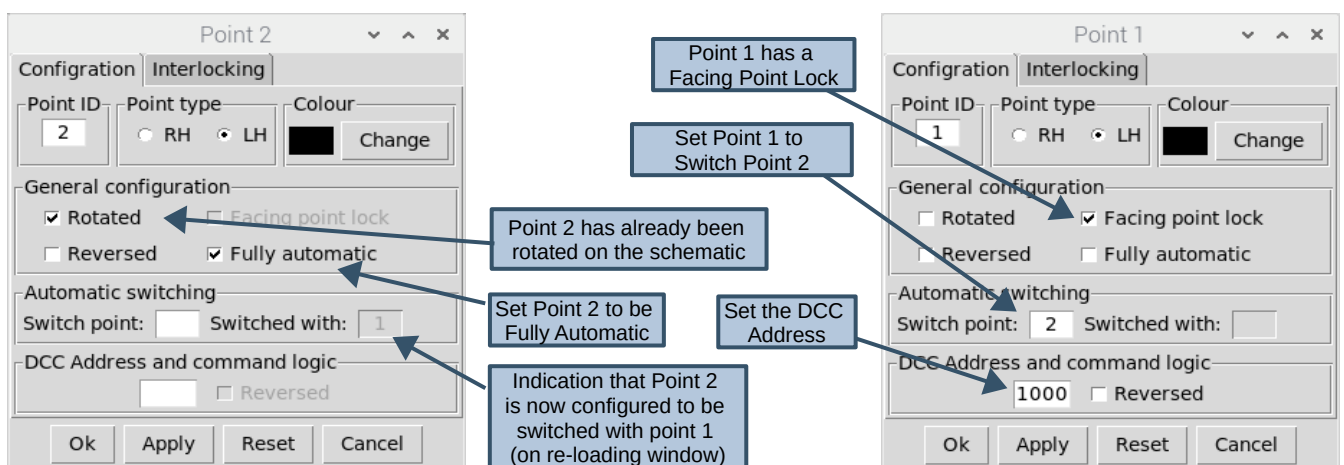 Point 2
Configration Interlocking
Point ID Point type Colour
2 RH LH Change
General configuration
Rotated Facing point lock
Reversed Fully automatic
Automatic switching
Switch point: Switched with: 1
DCC Address and command logic
Reversed
Ok Apply Reset Cancel
Point 1 has a
Facing Point Lock
Set Point 1 to
Switch Point 2
Point 2 has already been
rotated on the schematic
Set Point 2 to be
Fully Automatic
Set the DCC
Address
Indication that Point 2
is now configured to be
switched with point 1
(on re-loading window)
Point 1
Configration Interlocking
Point ID Point type Colour
1 RH LH Change
General configuration
Rotated Facing point lock
Reversed Fully automatic
Automatic switching
Switch point: 2 Switched with:
DCC Address and command logic
1000 Reversed
Ok Apply Reset Cancel